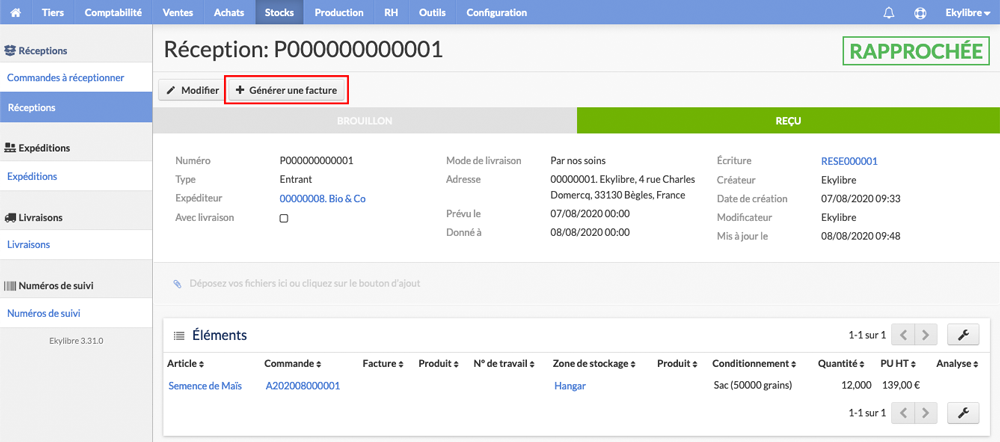 Tiers Comptabilité Ventes Achats Stocks Production RH Outils Configuration Ekylibre
Réceptions
Commandes à réceptionner
Réceptions
Expéditions
Expéditions
Livraisons
Livraisons
Numéros de suivi
Numéros de suivi
Ekylibre 3.31.0
Réception: P000000000001
RAPPROCHÉE
Modifier
Générer une facture
BROUILLON
REÇU
Numéro P000000000001
Type Entrant
Expéditeur 00000008. Bio & Co
Avec livraison
Mode de livraison Par nos soins
Adresse 00000001. Ekylibre, 4 rue Charles
Domercq, 33130 Bègles, France
Prévu le 07/08/2020 00:00
Donné à 08/08/2020 00:00
Écriture RESE000001
Créateur Ekylibre
Date de création 07/08/2020 09:33
Modificateur Ekylibre
Mis à jour le 08/08/2020 09:48
Déposez vos fichiers ici ou cliquez sur le bouton d'ajout
Éléments
1-1 sur 1
Article Commande Facture Produit N° de travail Zone de stockage Produit Conditionnement Quantité PU HT Analyse
Semence de Maïs A202008000001 Hangar Sac (50000 grains) 12,000 139,00 €
1-1 sur 1